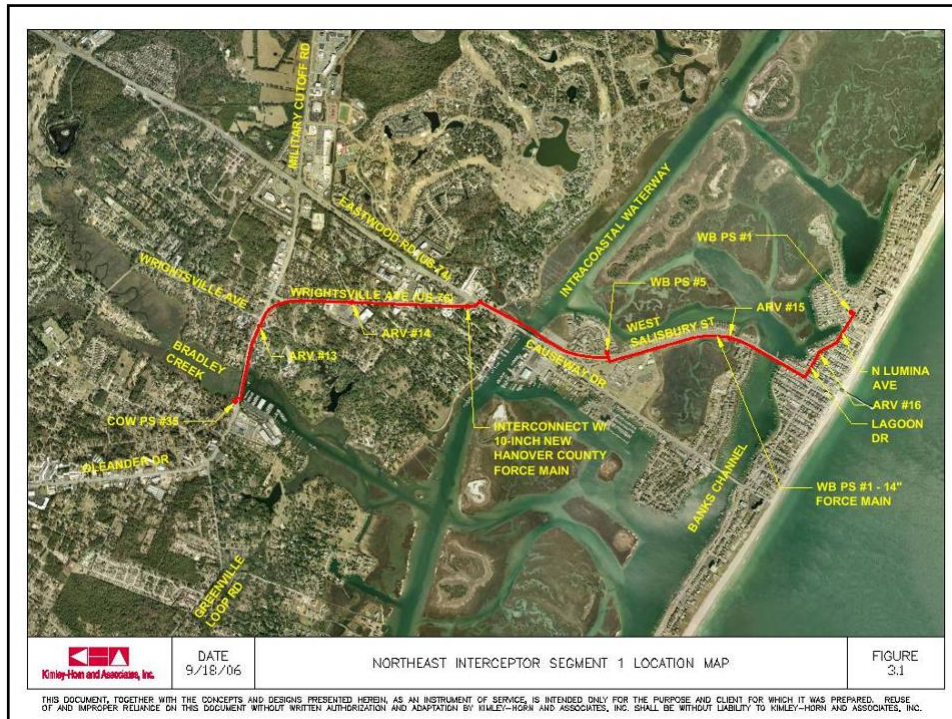 MILITARY CUTOFF RD
EASTWOOD RD (US-74)
INTRACOASTAL WATERWAY
WB PS #1
WRIGHTSVILLE AVE
WRIGHTSVILLE AVE (US-76)
WB PS #5
ARV #14
WEST
SALISBURY ST
ARV #15
ARV #13
BRADLEY
CREEK
CAUSEWAY DR
N LUMINA
AVE
ARV #16
LAGOON
DR
COW PS #35
INTERCONNECT W/
10-INCH NEW
HANOVER COUNTY
FORCE MAIN
OLEANDER DR
BANKS CHANNEL
WB PS #1 - 14"
FORCE MAIN
GREENVILLE
LOOP RD
Kimley-Horn and Associates, Inc.
DATE
9/18/06
NORTHEAST INTERCEPTOR SEGMENT 1 LOCATION MAP
FIGURE
3.1
THIS DOCUMENT, TOGETHER WITH THE CONCEPTS AND DESIGNS PRESENTED HEREIN, AS AN INSTRUMENT OF SERVICE, IS INTENDED ONLY FOR THE PURPOSE AND CLIENT FOR WHICH IT WAS PREPARED. REUSE
OF AND IMPROPER RELIANCE ON THIS DOCUMENT WITHOUT WRITTEN AUTHORIZATION AND ADAPTATION BY KIMLEY-HORN AND ASSOCIATES, INC. SHALL BE WITHOUT LIABILITY TO KIMLEY-HORN AND ASSOCIATES, INC.